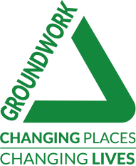 GROUNDWORK
CHANGING PLACES
CHANGING LIVES